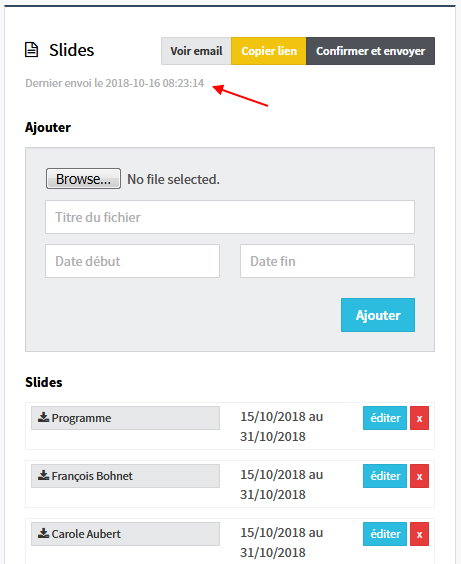 Slides
Voir email
Copier lien
Confirmer et envoyer
Dernier envoi le 2018-10-16 08:23:14
Ajouter
Browse... No file selected.
Titre du fichier
Date début
Date fin
Ajouter
Slides
Programme
15/10/2018 au
31/10/2018
éditer
x
François Bohnet
15/10/2018 au
31/10/2018
éditer
x
Carole Aubert
15/10/2018 au
31/10/2018
éditer
x